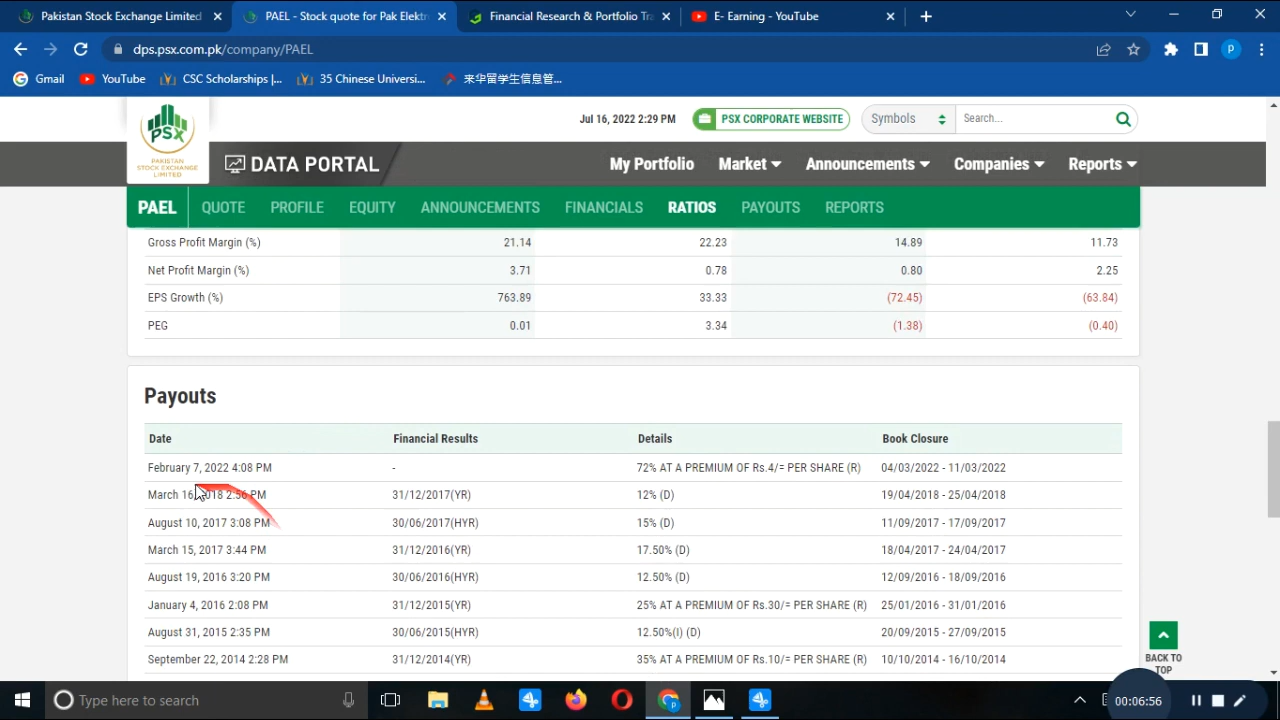 Pakistan Stock Exchange Limited
PAEL - Stock quote for Pak Elektr
Financial Research & Portfolio Tra
E- Earning - YouTube
dps.psx.com.pk/company/PAEL
P
Gmail
YouTube
CSC Scholarships |...
35 Chinese Universi...
来华留学生信息管...
PSX
PAKISTAN
STOCK EXCHANGE
LIMITED
Jul 16, 2022 2:29 PM
PSX CORPORATE WEBSITE
Symbols
Search...
DATA PORTAL
My Portfolio
Market
Announcements
Companies
Reports
PAEL QUOTE PROFILE EQUITY ANNOUNCEMENTS FINANCIALS RATIOS PAYOUTS REPORTS
Gross Profit Margin (%) 21.14 22.23 14.89 11.73
Net Profit Margin (%) 3.71 0.78 0.80 2.25
EPS Growth (%) 763.89 33.33 (72.45) (63.84)
PEG 0.01 3.34 (1.38) (0.40)
Payouts
Date Financial Results Details Book Closure
February 7, 2022 4:08 PM - 72% AT A PREMIUM OF Rs.4/= PER SHARE (R) 04/03/2022 - 11/03/2022
March 16, 2018 2:56 PM 31/12/2017(YR) 12% (D) 19/04/2018 - 25/04/2018
August 10, 2017 3:08 PM 30/06/2017(HYR) 15% (D) 11/09/2017 - 17/09/2017
March 15, 2017 3:44 PM 31/12/2016(YR) 17.50% (D) 18/04/2017 - 24/04/2017
August 19, 2016 3:20 PM 30/06/2016(HYR) 12.50% (D) 12/09/2016 - 18/09/2016
January 4, 2016 2:08 PM 31/12/2015(YR) 25% AT A PREMIUM OF Rs.30/= PER SHARE (R) 25/01/2016 - 31/01/2016
August 31, 2015 2:35 PM 30/06/2015(HYR) 12.50%(I) (D) 20/09/2015 - 27/09/2015
September 22, 2014 2:28 PM 31/12/2014(YR) 35% AT A PREMIUM OF Rs.10/= PER SHARE (R) 10/10/2014 - 16/10/2014
BACK TO
TOP
Type here to search
00:06:56